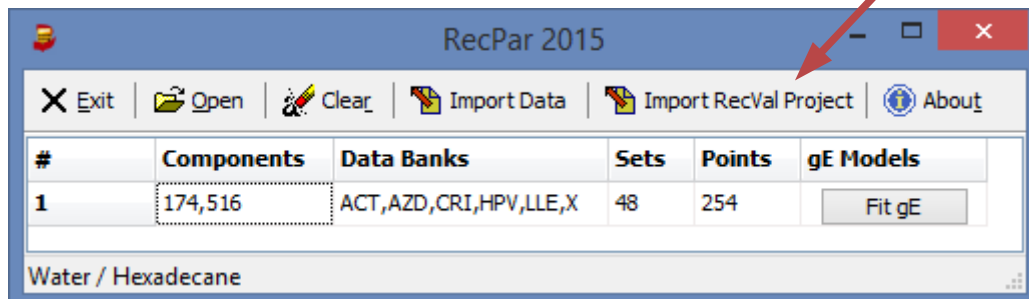 RecPar 2015
Exit Open Clear Import Data Import RecVal Project About
# Components Data Banks Sets Points gE Models
1 174,516 ACT,AZD,CRI,HPV,LLE,X 48 254 Fit gE
Water / Hexadecane